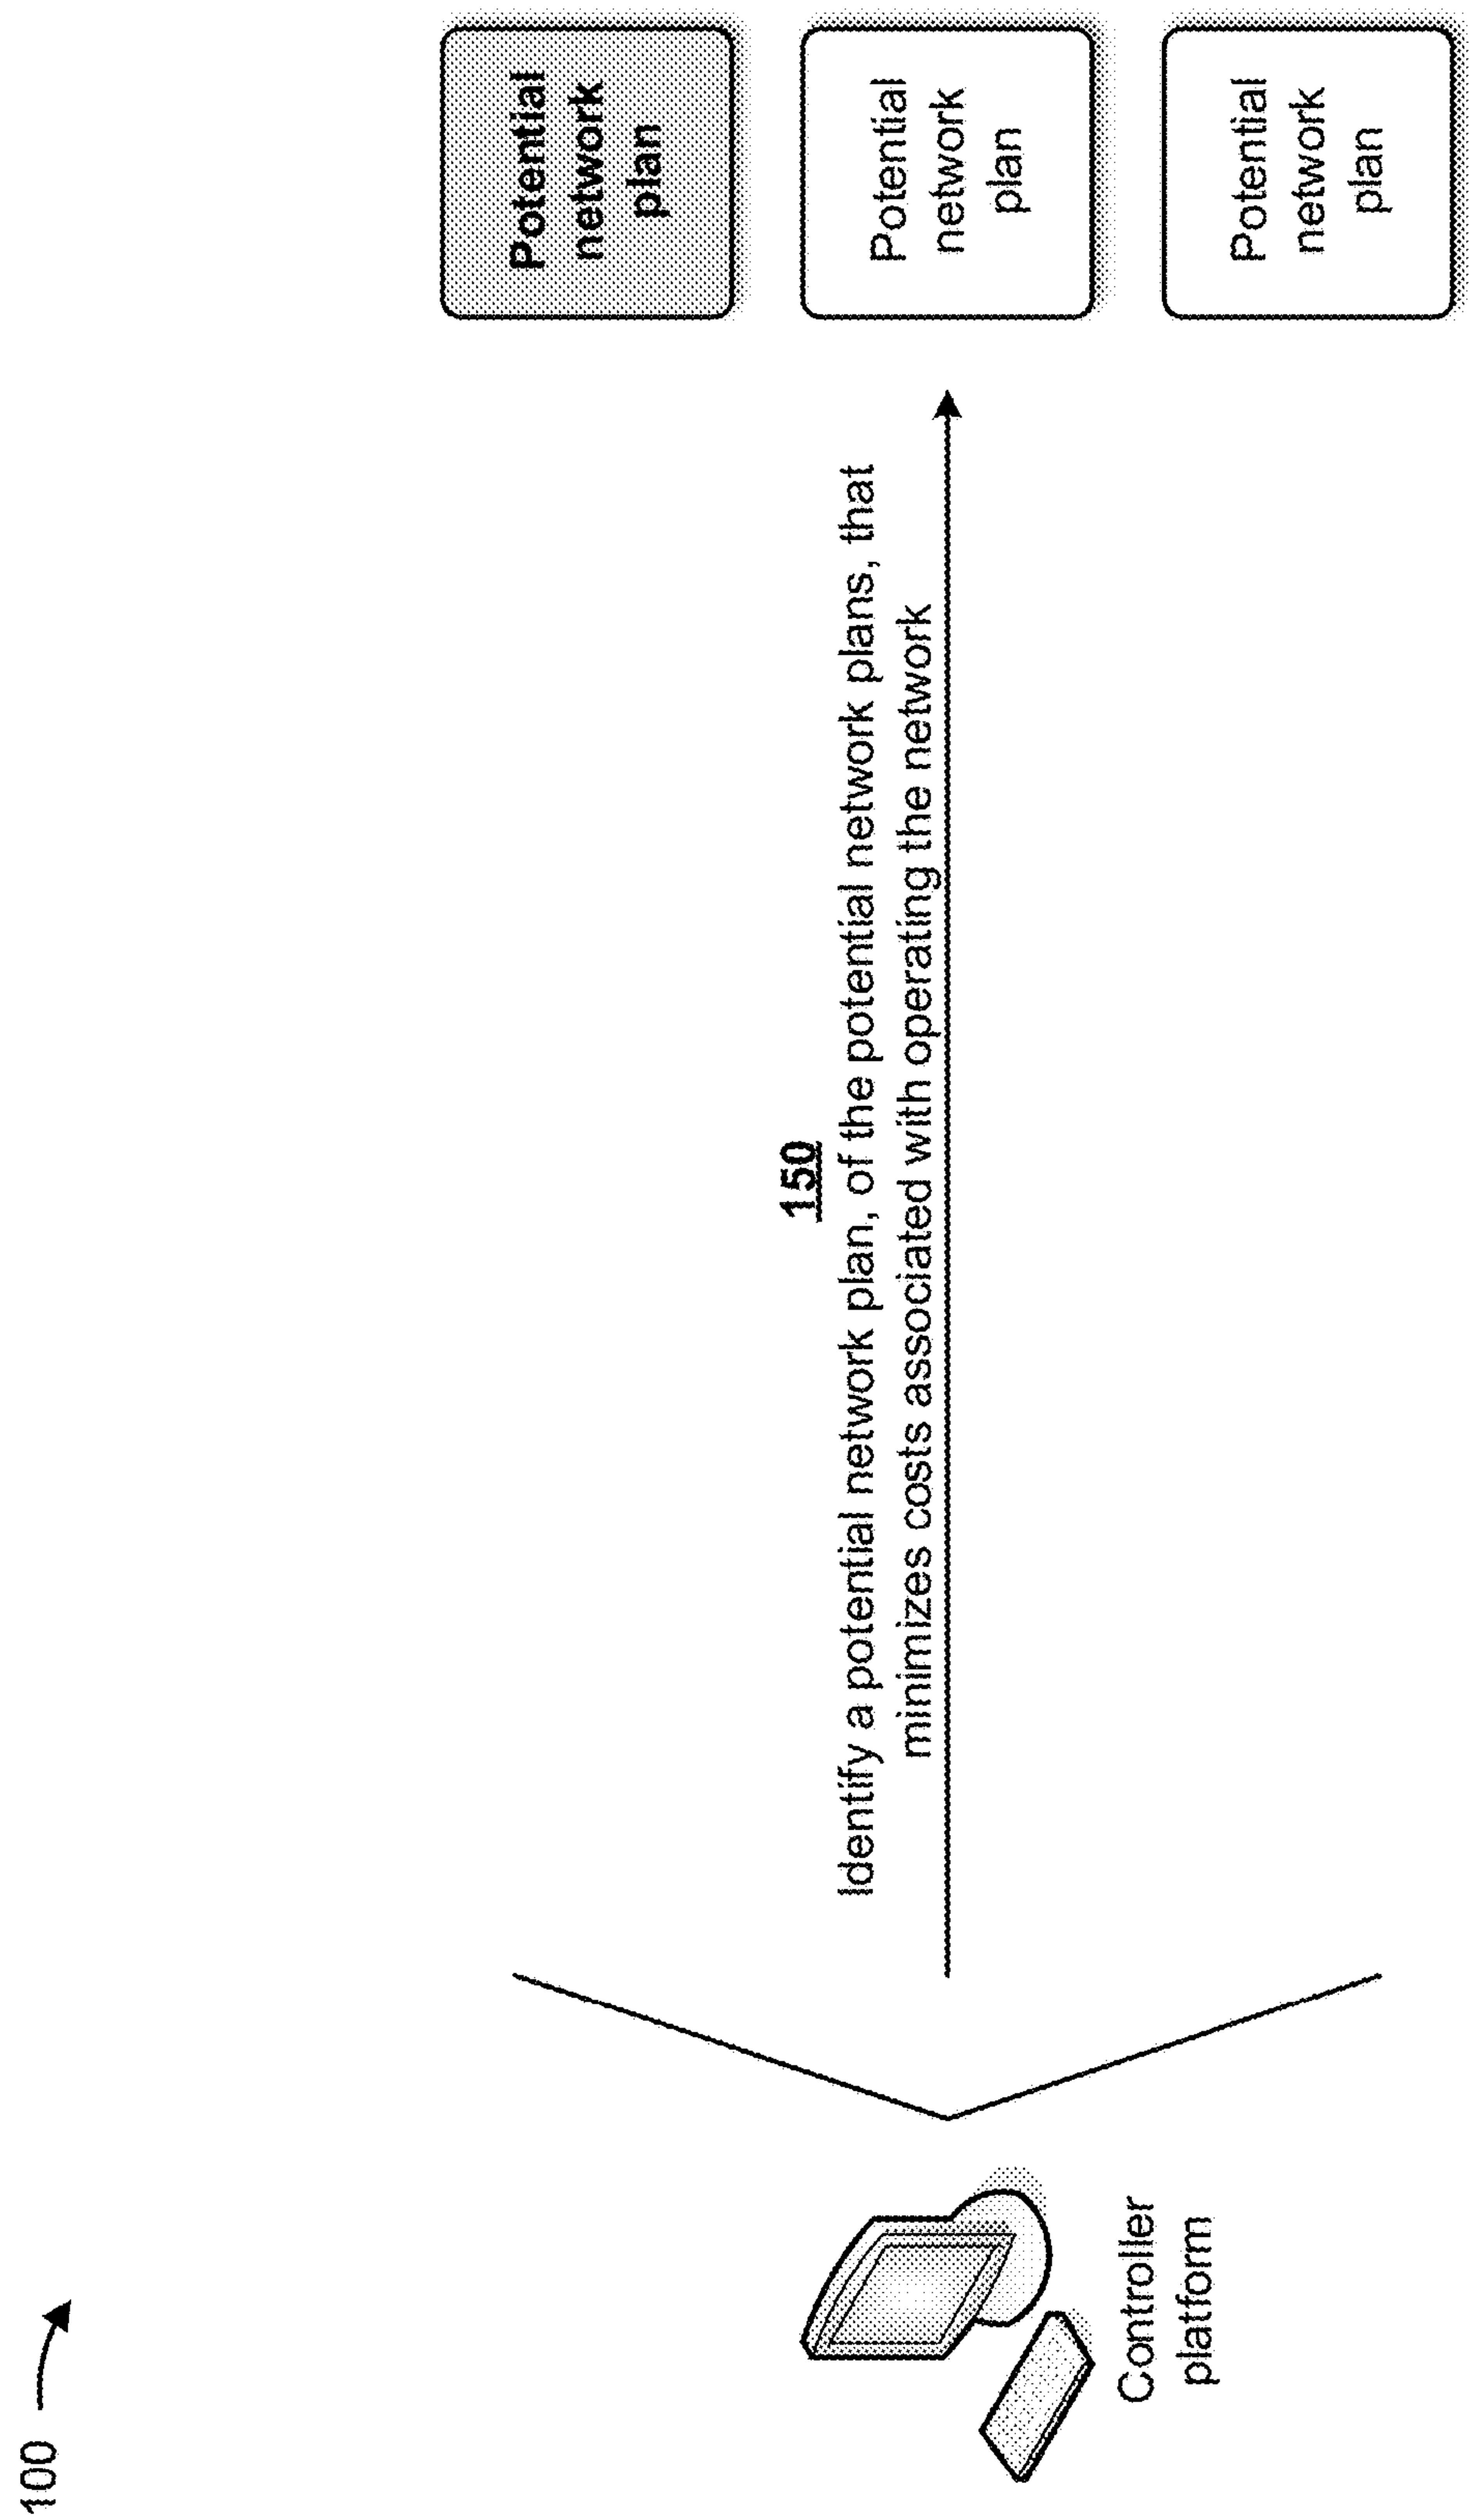 100
150
Identify a potential network plan, of the potential network plans, that
minimizes costs associated with operating the network
Controller
platform
Potential
network
plan
Potential
network
plan
Potential
network
plan